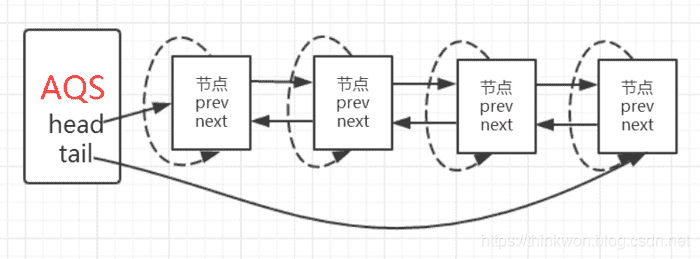 AQS
head
tail
节点
prev
next
节点
prev
next
节点
prev
next
节点
prev
next
https://thinkwon.blog.csdn.net